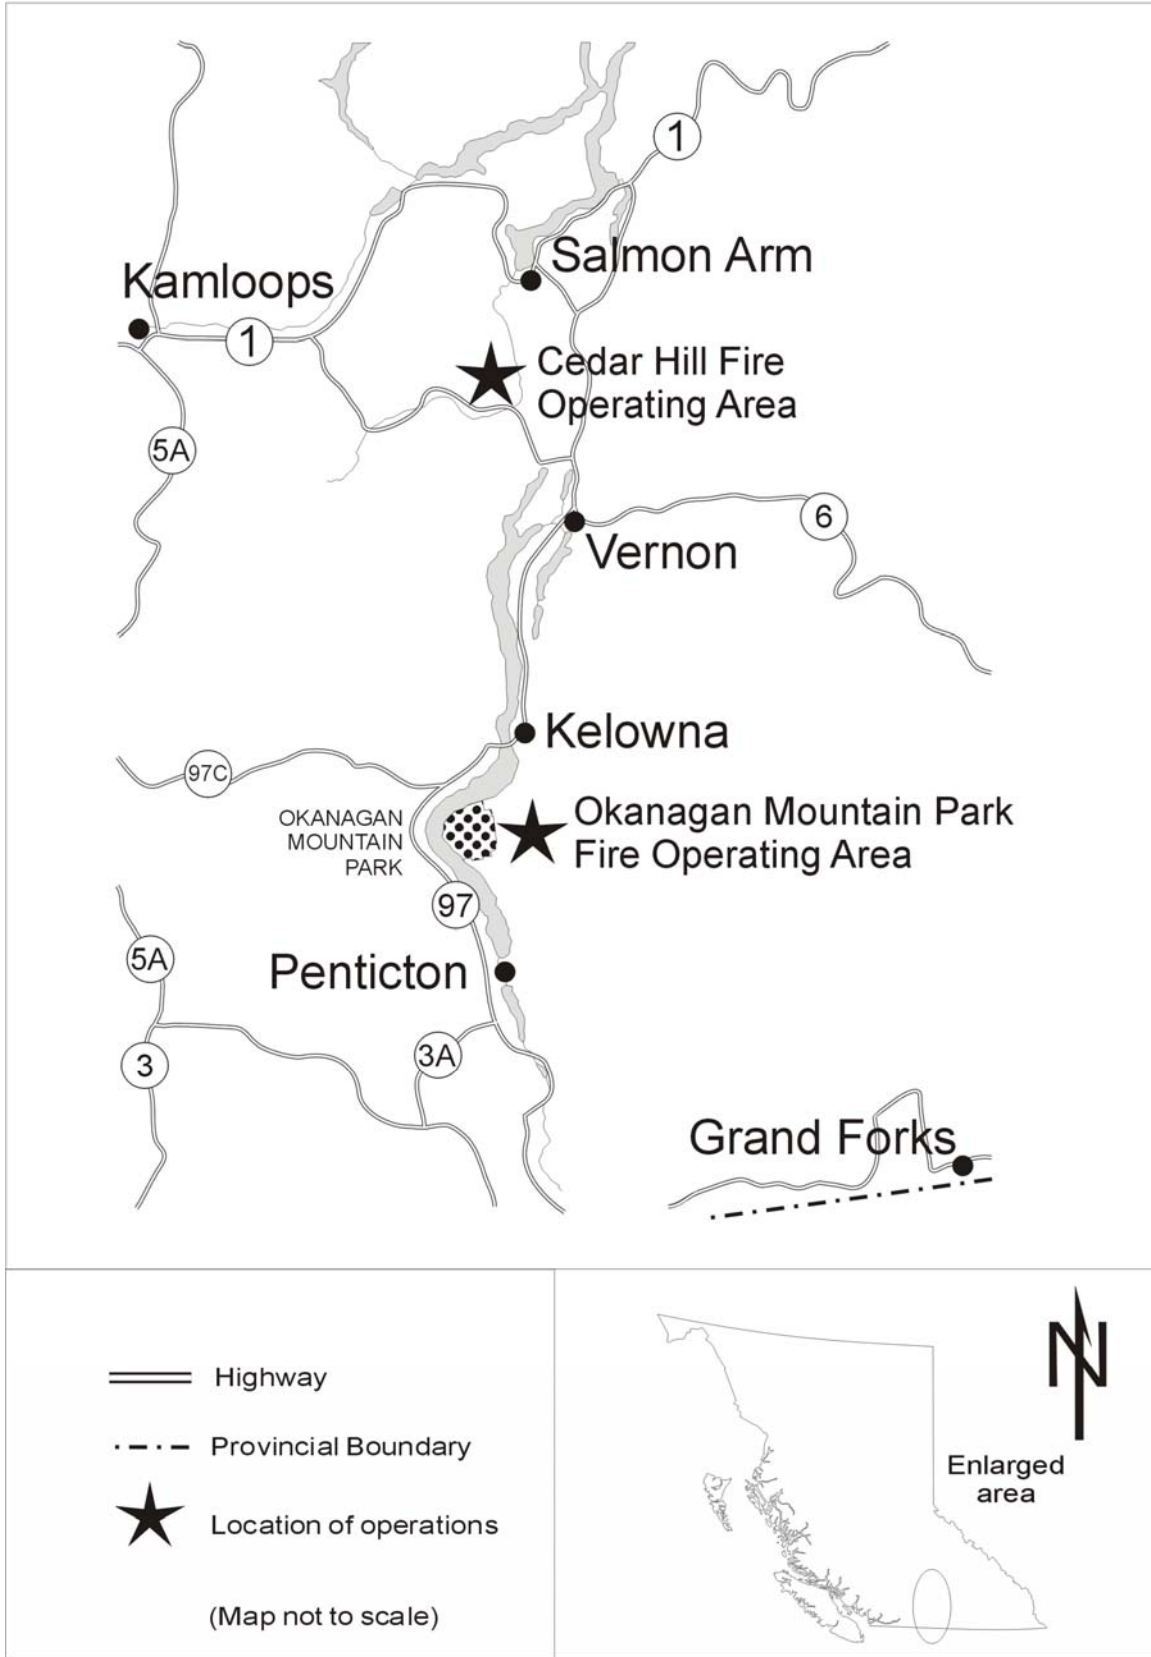 1
Salmon Arm
Kamloops
1
Cedar Hill Fire
Operating Area
5A
6
Vernon
Kelowna
97C
OKANAGAN
MOUNTAIN
PARK
Okanagan Mountain Park
Fire Operating Area
97
5A
Penticton
3
3A
Grand Forks
Highway
Provincial Boundary
Location of operations
(Map not to scale)
N
Enlarged
area